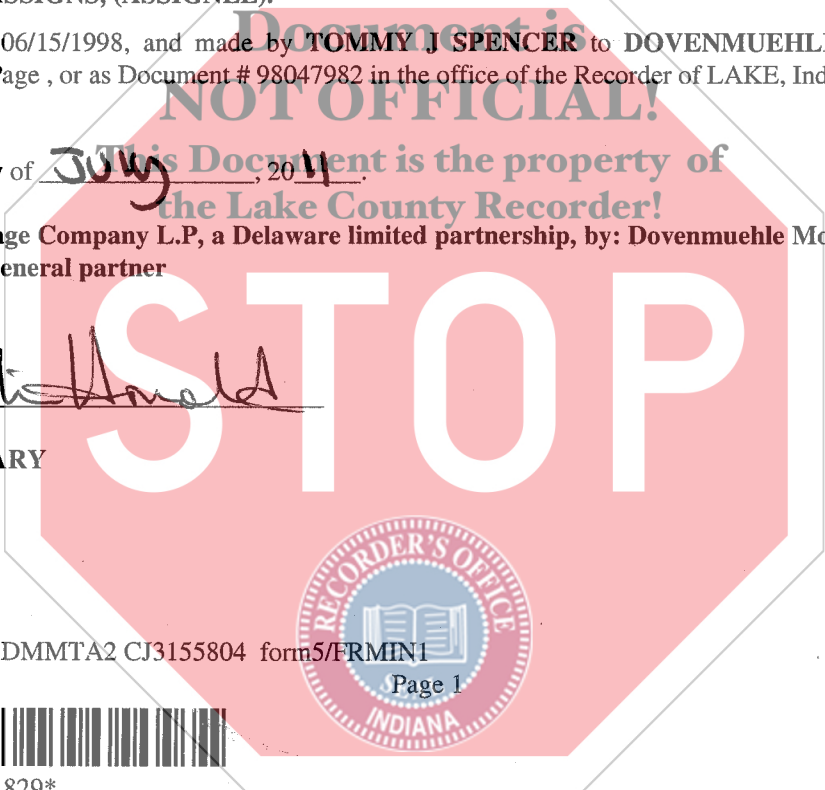 ASSIGNS, (ASSIGNEE).
Document is
06/15/1998, and made by TOMMY J SPENCER to DOVENMUEHL
Page , or as Document # 98047982 in the office of the Recorder of LAKE, Ind
NOT OFFICIAL!
This Document is the property of
of July, 2011.
the Lake County Recorder!
age Company L.P, a Delaware limited partnership, by: Dovenmuehle Mo
eneral partner
STOP
ARY
RECORDER'S OFFICE
DMMTA2 CJ3155804 form5/FRMIN1
SEAL
Page 1
INDIANA
829*